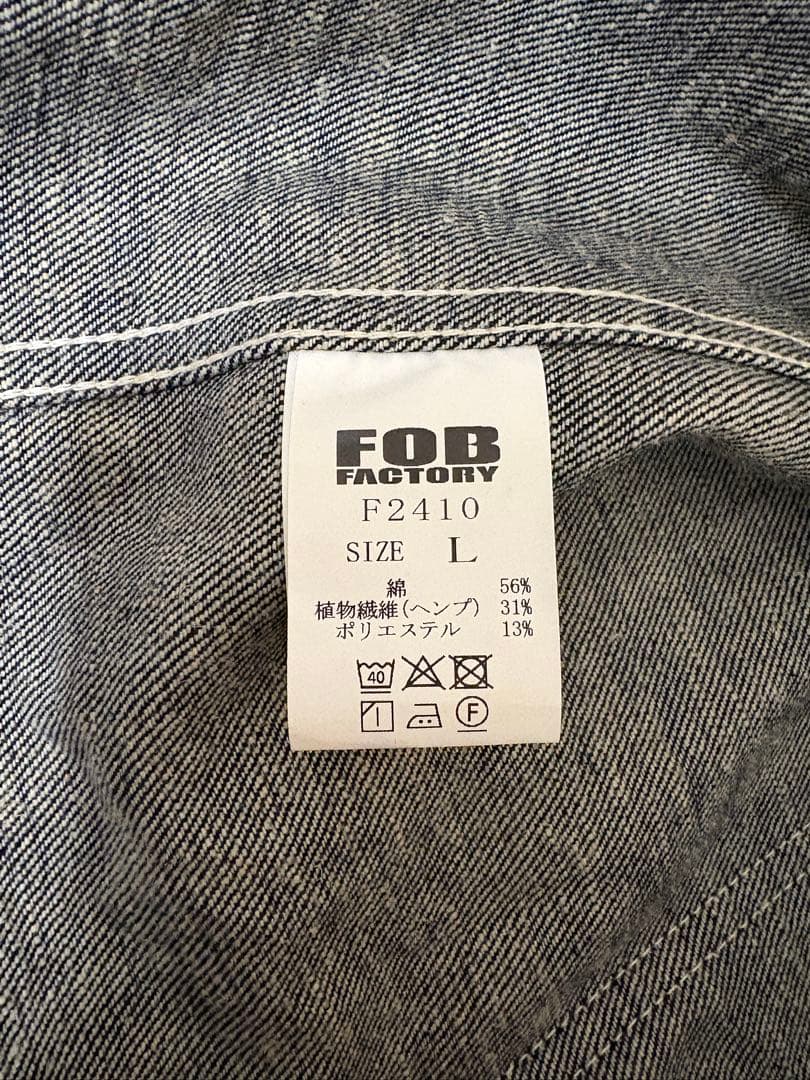 FOB
FACTORY
F2410
SIZE L
綿 56%
植物繊維(ヘンプ) 31%
ポリエステル 13%
40
F